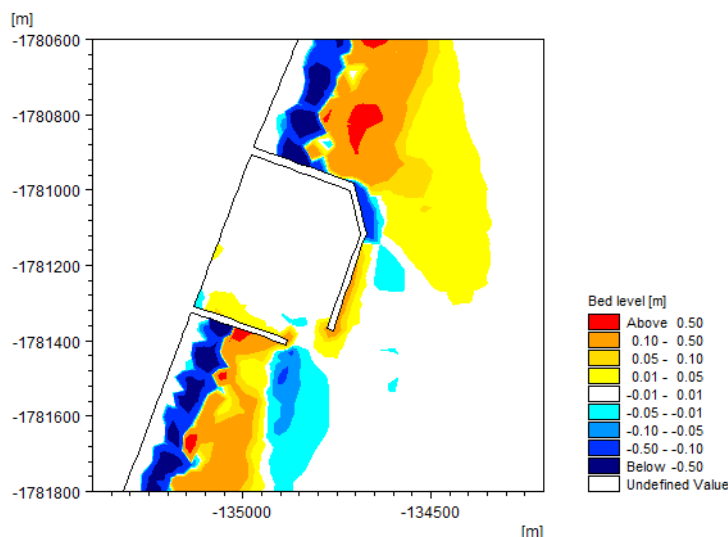 [m]
-1780600
-1780800
-1781000
-1781200
-1781400
-1781600
-1781800
-135000
-134500
[m]
Bed level [m]
Above 0.50
0.10 - 0.50
0.05 - 0.10
0.01 - 0.05
-0.01 - 0.01
-0.05 - -0.01
-0.10 - -0.05
-0.50 - -0.10
Below -0.50
Undefined Value